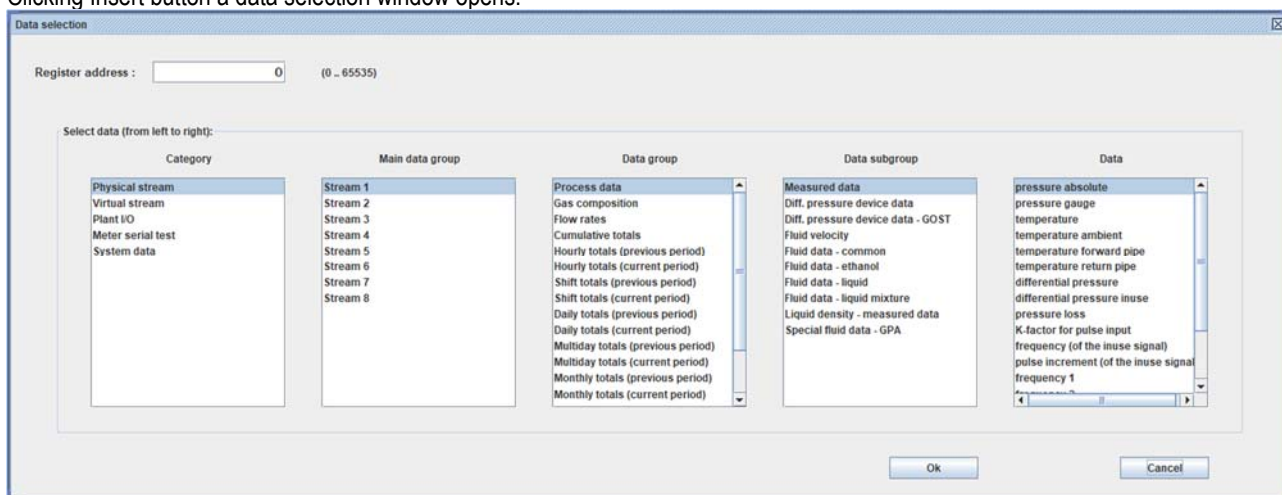 Clicking Insert button a data selection window opens.
Data selection
Register address : 0 (0 .. 65535)
Select data (from left to right):
Category
Physical stream
Virtual stream
Plant I/O
Meter serial test
System data
Main data group
Stream 1
Stream 2
Stream 3
Stream 4
Stream 5
Stream 6
Stream 7
Stream 8
Data group
Process data
Gas composition
Flow rates
Cumulative totals
Hourly totals (previous period)
Hourly totals (current period)
Shift totals (previous period)
Shift totals (current period)
Daily totals (previous period)
Daily totals (current period)
Multiday totals (previous period)
Multiday totals (current period)
Monthly totals (previous period)
Monthly totals (current period)
Data subgroup
Measured data
Diff. pressure device data
Diff. pressure device data - GOST
Fluid velocity
Fluid data - common
Fluid data - ethanol
Fluid data - liquid
Fluid data - liquid mixture
Liquid density - measured data
Special fluid data - GPA
Data
pressure absolute
pressure gauge
temperature
temperature ambient
temperature forward pipe
temperature return pipe
differential pressure
differential pressure inuse
pressure loss
K-factor for pulse input
frequency (of the inuse signal)
pulse increment (of the inuse signal
frequency 1
Ok
Cancel